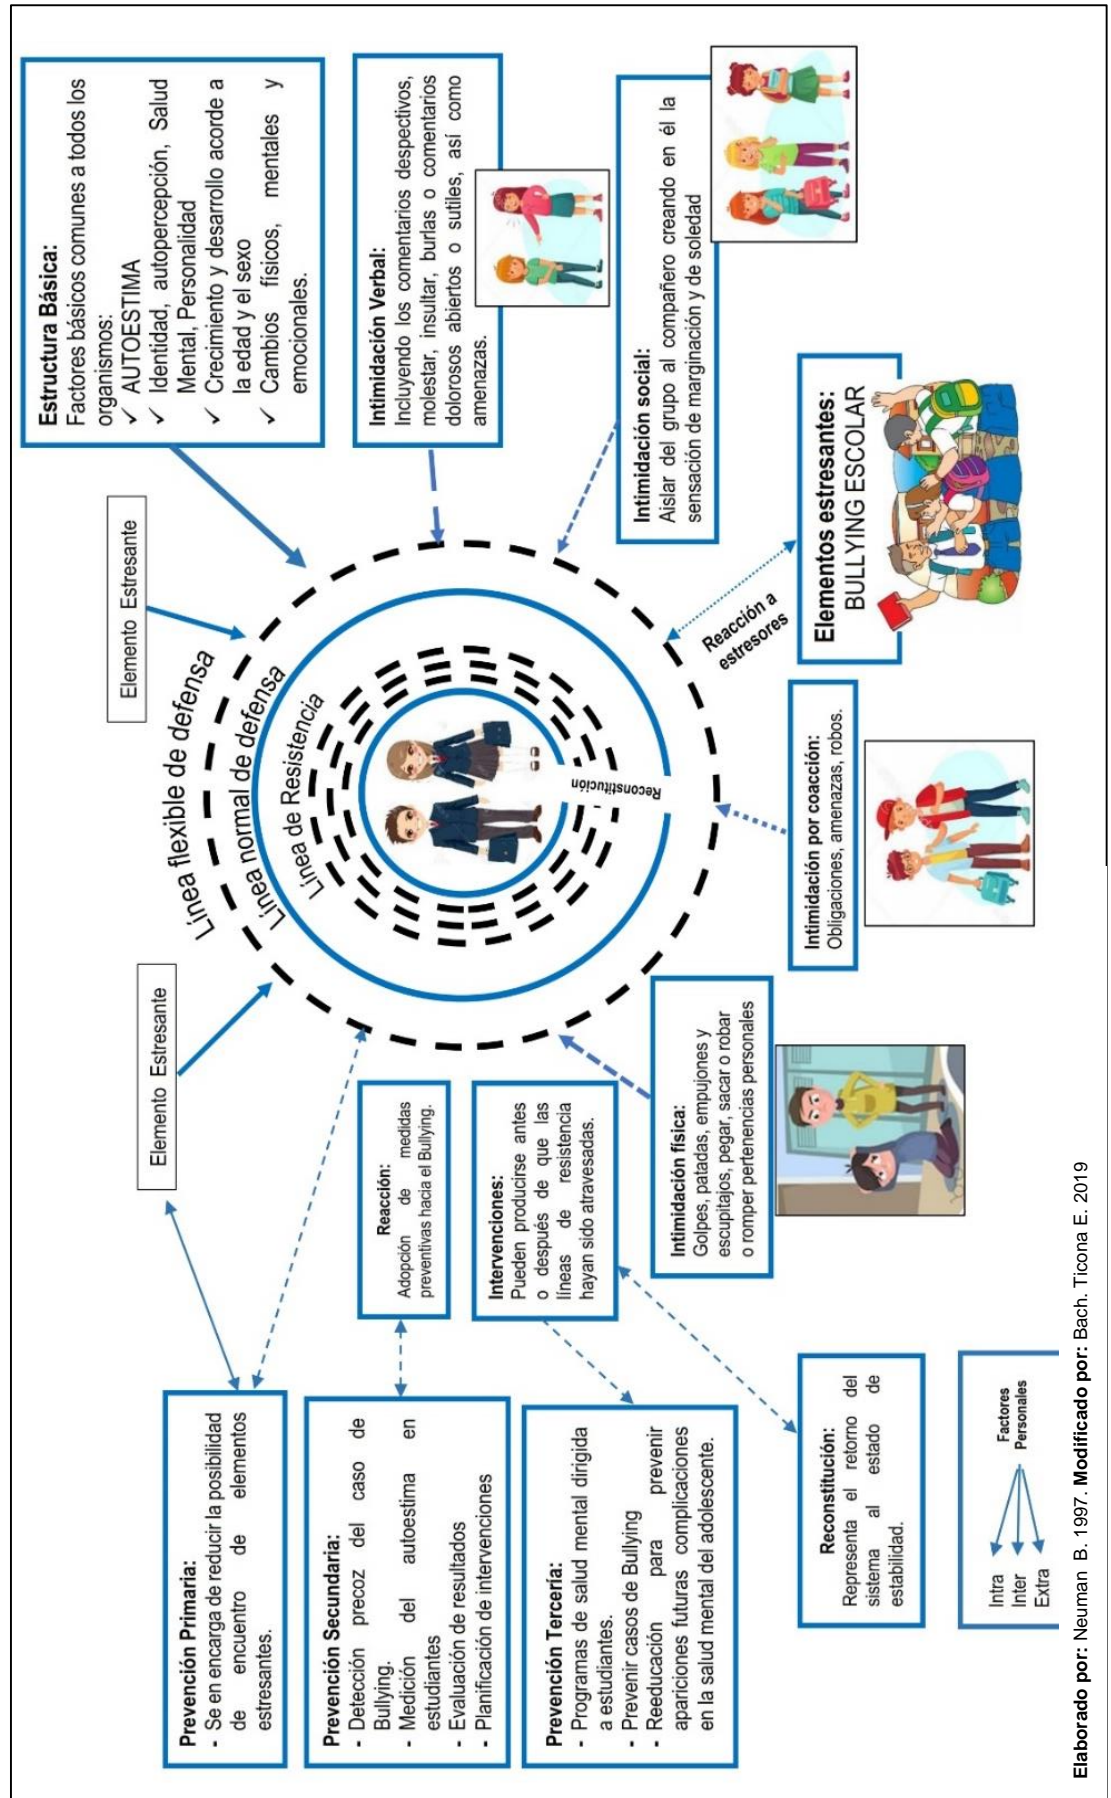 Prevención Primaria:
- Se en encarga de reducir la posibilidad
de encuentro de elementos
estresantes.
Prevención Secundaria:
- Detección precoz del caso de
Bullying.
- Medición del autoestima en
estudiantes
- Evaluación de resultados
- Planificación de intervenciones
Prevención Terceria:
- Programas de salud mental dirigida
a estudiantes.
- Prevenir casos de Bullying
- Reeducación para prevenir
apariciones futuras complicaciones
en la salud mental del adolescente.
Reconstitución:
Representa el retorno del
sistema al estado de
estabilidad.
Intra
Inter
Extra
Factores
Personales
Elemento Estresante
Reacción:
Adopción de medidas
preventivas hacia el Bullying.
Intervenciones:
Pueden producirse antes
o después de que las
líneas de resistencia
hayan sido atravesadas.
Intimidación física:
Golpes, patadas, empujones y
escupitajos, pegar, sacar o robar
o romper pertenencias personales
Línea flexible de defensa
Línea normal de defensa
Línea de Resistencia
Reconstitución
Intimidación por coacción:
Obligaciones, amenazas, robos.
Elemento Estresante
Reacción a
estresores
Estructura Básica:
Factores básicos comunes a todos los
organismos:
✓ AUTOESTIMA
✓ Identidad, autopercepción, Salud
Mental, Personalidad
✓ Crecimiento y desarrollo acorde a
la edad y el sexo
✓ Cambios físicos, mentales y
emocionales.
Intimidación Verbal:
Incluyendo los comentarios despectivos,
molestar, insultar, burlas o comentarios
dolorosos abiertos o sutiles, así como
amenazas.
Intimidación social:
Aislar del grupo al compañero creando en él la
sensación de marginación y de soledad
Elementos estresantes:
BULLYING ESCOLAR
Elaborado por: Neuman B. 1997. Modificado por: Bach. Ticona E. 2019